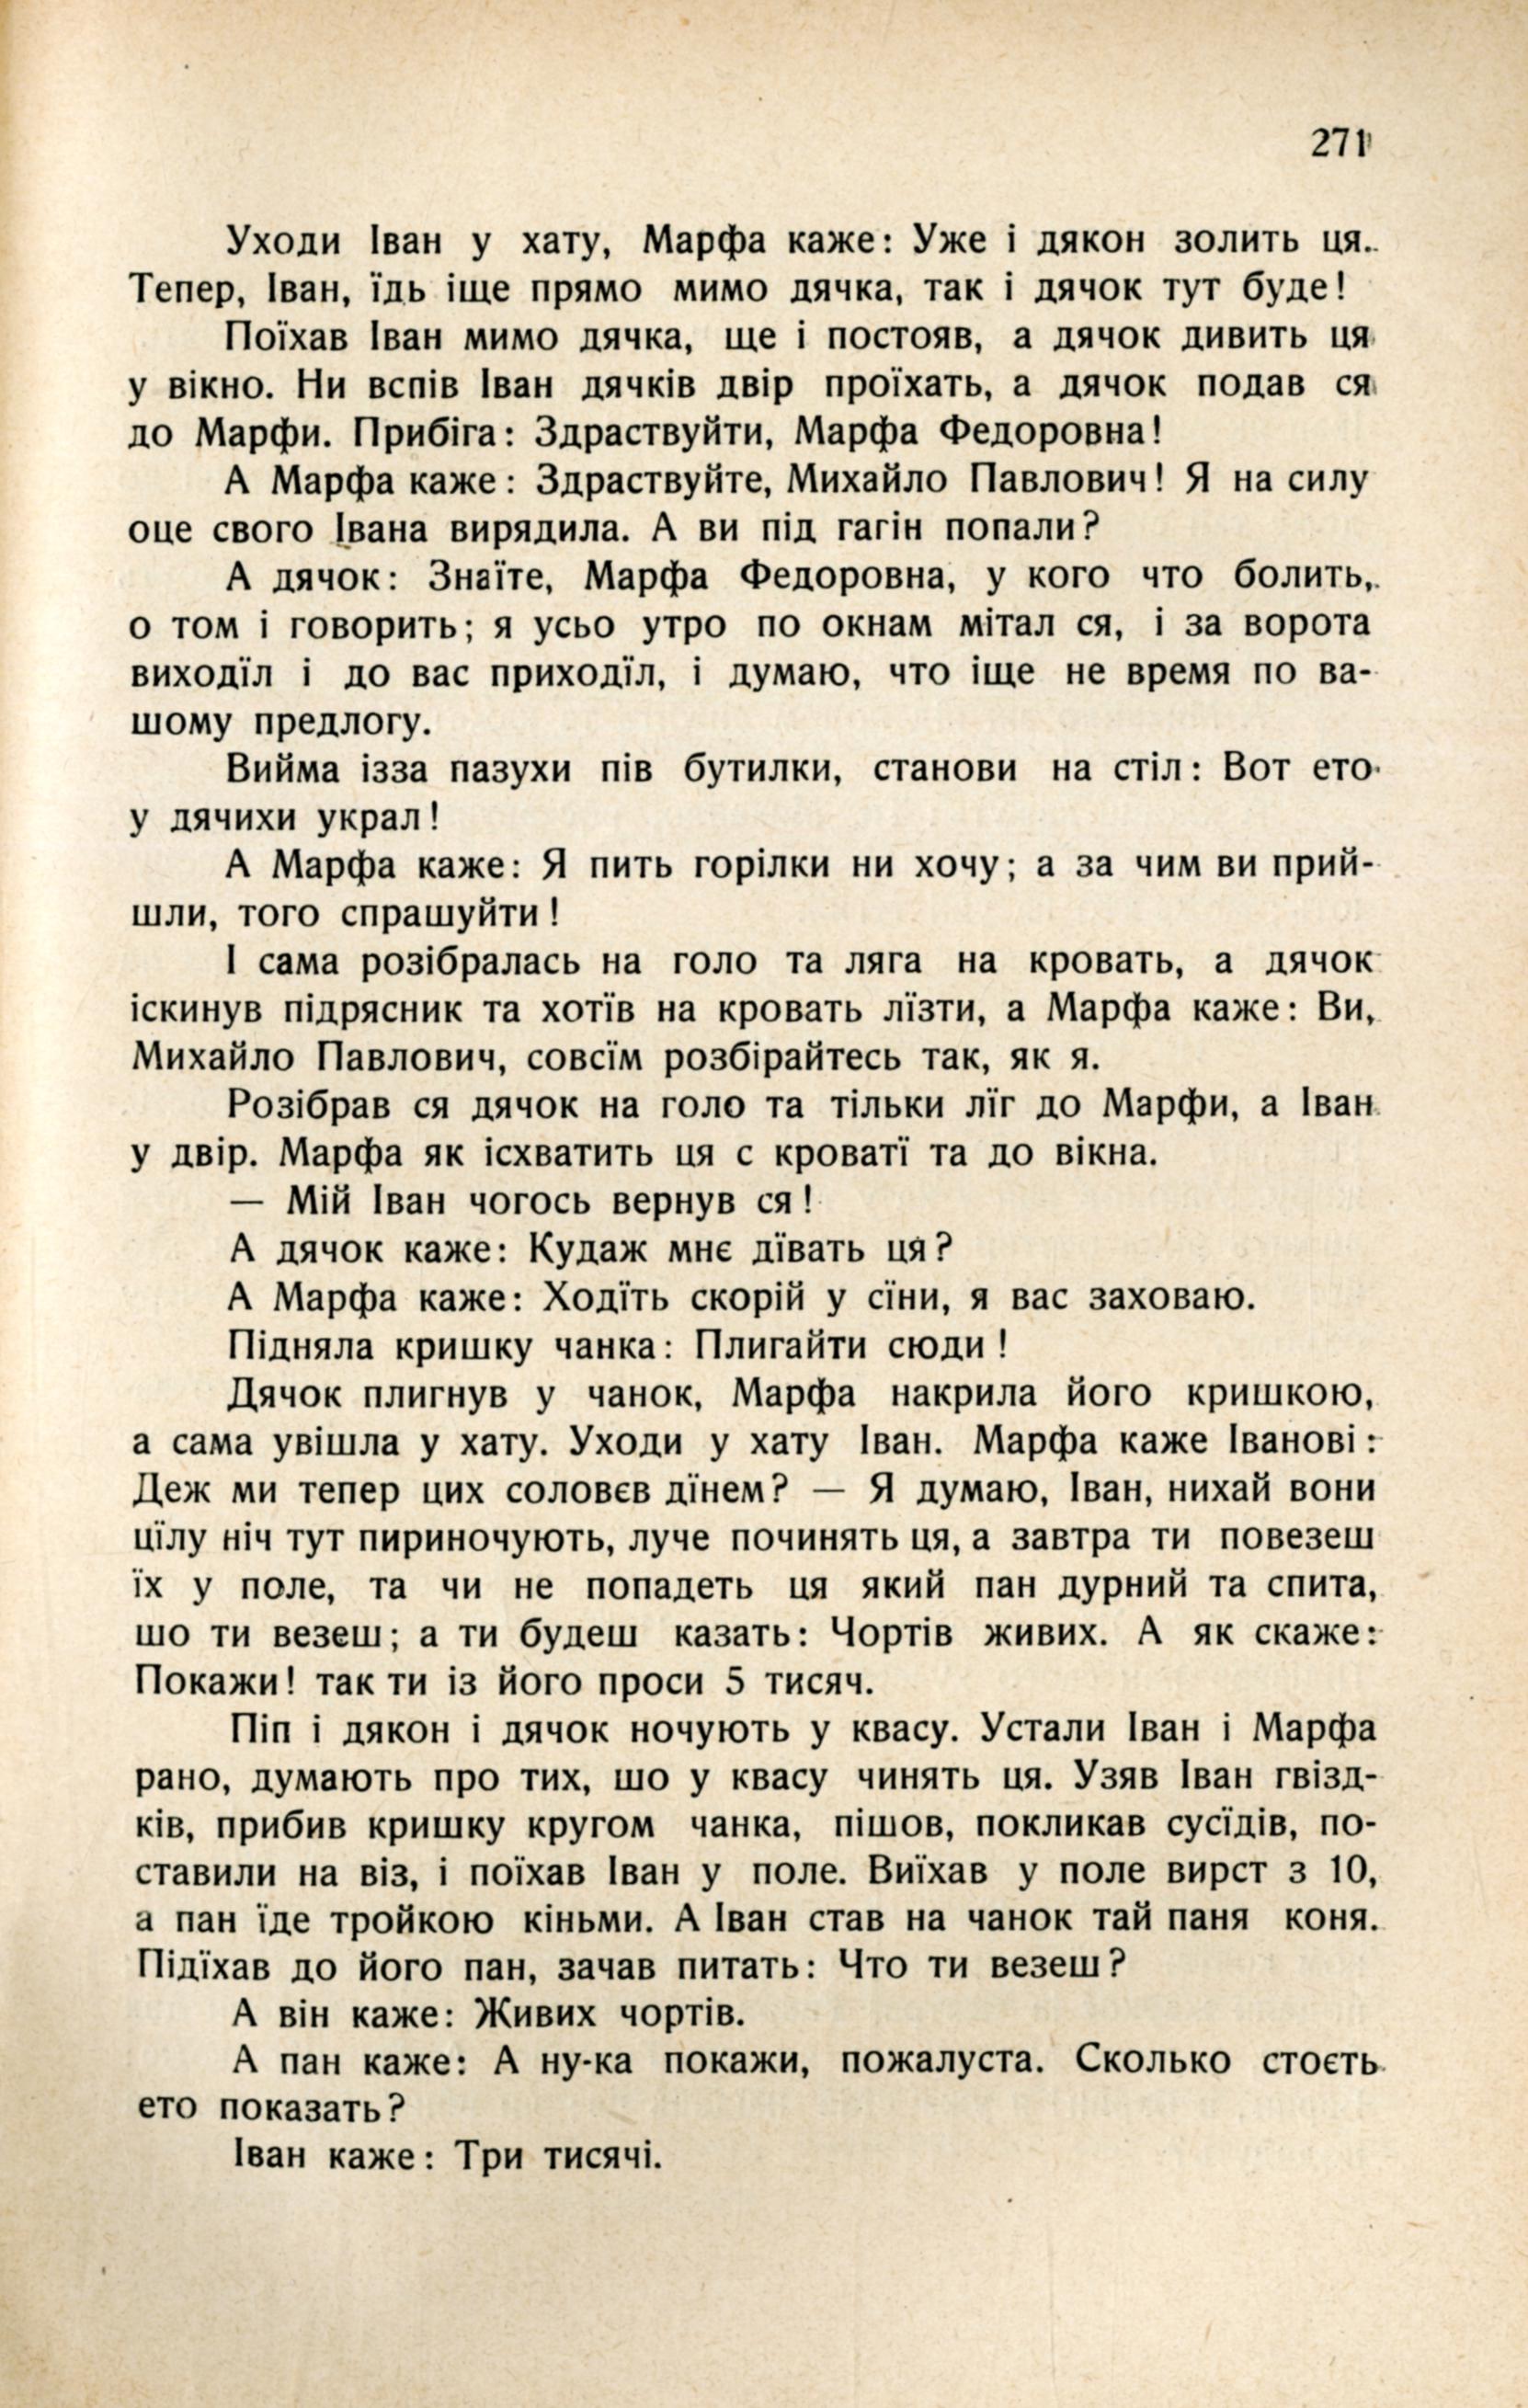 271
Уходи Іван у хату, Марфа каже: Уже і дякон золить ця.
Тепер, Іван, їдь іще прямо мимо дячка, так і дячок тут буде!
Поїхав Іван мимо дячка, ще і постояв, а дячок дивить ця
у вікно. Ни вспів Іван дячків двір проїхать, а дячок подав ся
до Марфи. Прибіга: Здраствуйти, Марфа Федоровна!
А Марфа каже: Здраствуйте, Михайло Павлович! Я на силу
оце свого Івана вирядила. А ви під гагін попали?
А дячок: Знаїте, Марфа Федоровна, у кого что болить,
о том і говорить; я усьо утро по окнам мітал ся, і за ворота
виходїл і до вас приходїл, і думаю, что іще не время по ва-
шому предлогу.
Вийма ізза пазухи пів бутилки, станови на стіл: Вот ето
у дячихи украл!
А Марфа каже: Я пить горілки ни хочу; а за чим ви прий-
шли, того спрашуйти!
І сама розібралась на голо та ляга на кровать, а дячок
іскинув підрясник та хотїв на кровать лїзти, а Марфа каже: Ви,
Михайло Павлович, совсїм розбірайтесь так, як я.
Розібрав ся дячок на голо та тільки лїг до Марфи, а Іван
у двір. Марфа як ісхватить ця с кроваті та до вікна.
— Мій Іван чогось вернув ся!
А дячок каже: Кудаж мнє дївать ця?
А Марфа каже: Ходїть скорій у сїни, я вас заховаю.
Підняла кришку чанка: Плигайти сюди!
Дячок плигнув у чанок, Марфа накрила його кришкою,
а сама увішла у хату. Уходи у хату Іван. Марфа каже Іванові:
Деж ми тепер цих соловєв дїнем? — Я думаю, Іван, нихай вони
цїлу ніч тут пириночують, луче починять ця, а завтра ти повезеш
їх у поле, та чи не попадеть ця який пан дурний та спита,
шо ти везеш; а ти будеш казать: Чортів живих. А як скаже:
Покажи! так ти із його проси 5 тисяч.
Піп і дякон і дячок ночують у квасу. Устали Іван і Марфа
рано, думають про тих, шо у квасу чинять ця. Узяв Іван гвізд-
ків, прибив кришку кругом чанка, пішов, покликав сусїдів, по-
ставили на віз, і поїхав Іван у поле. Виїхав у поле вирст з 10,
а пан їде тройкою кіньми. А Іван став на чанок тай паня коня.
Підїхав до його пан, зачав питать: Что ти везеш?
А він каже: Живих чортів.
А пан каже: А ну-ка покажи, пожалуста. Сколько стоєть
ето показать?
Іван каже: Три тисячі.